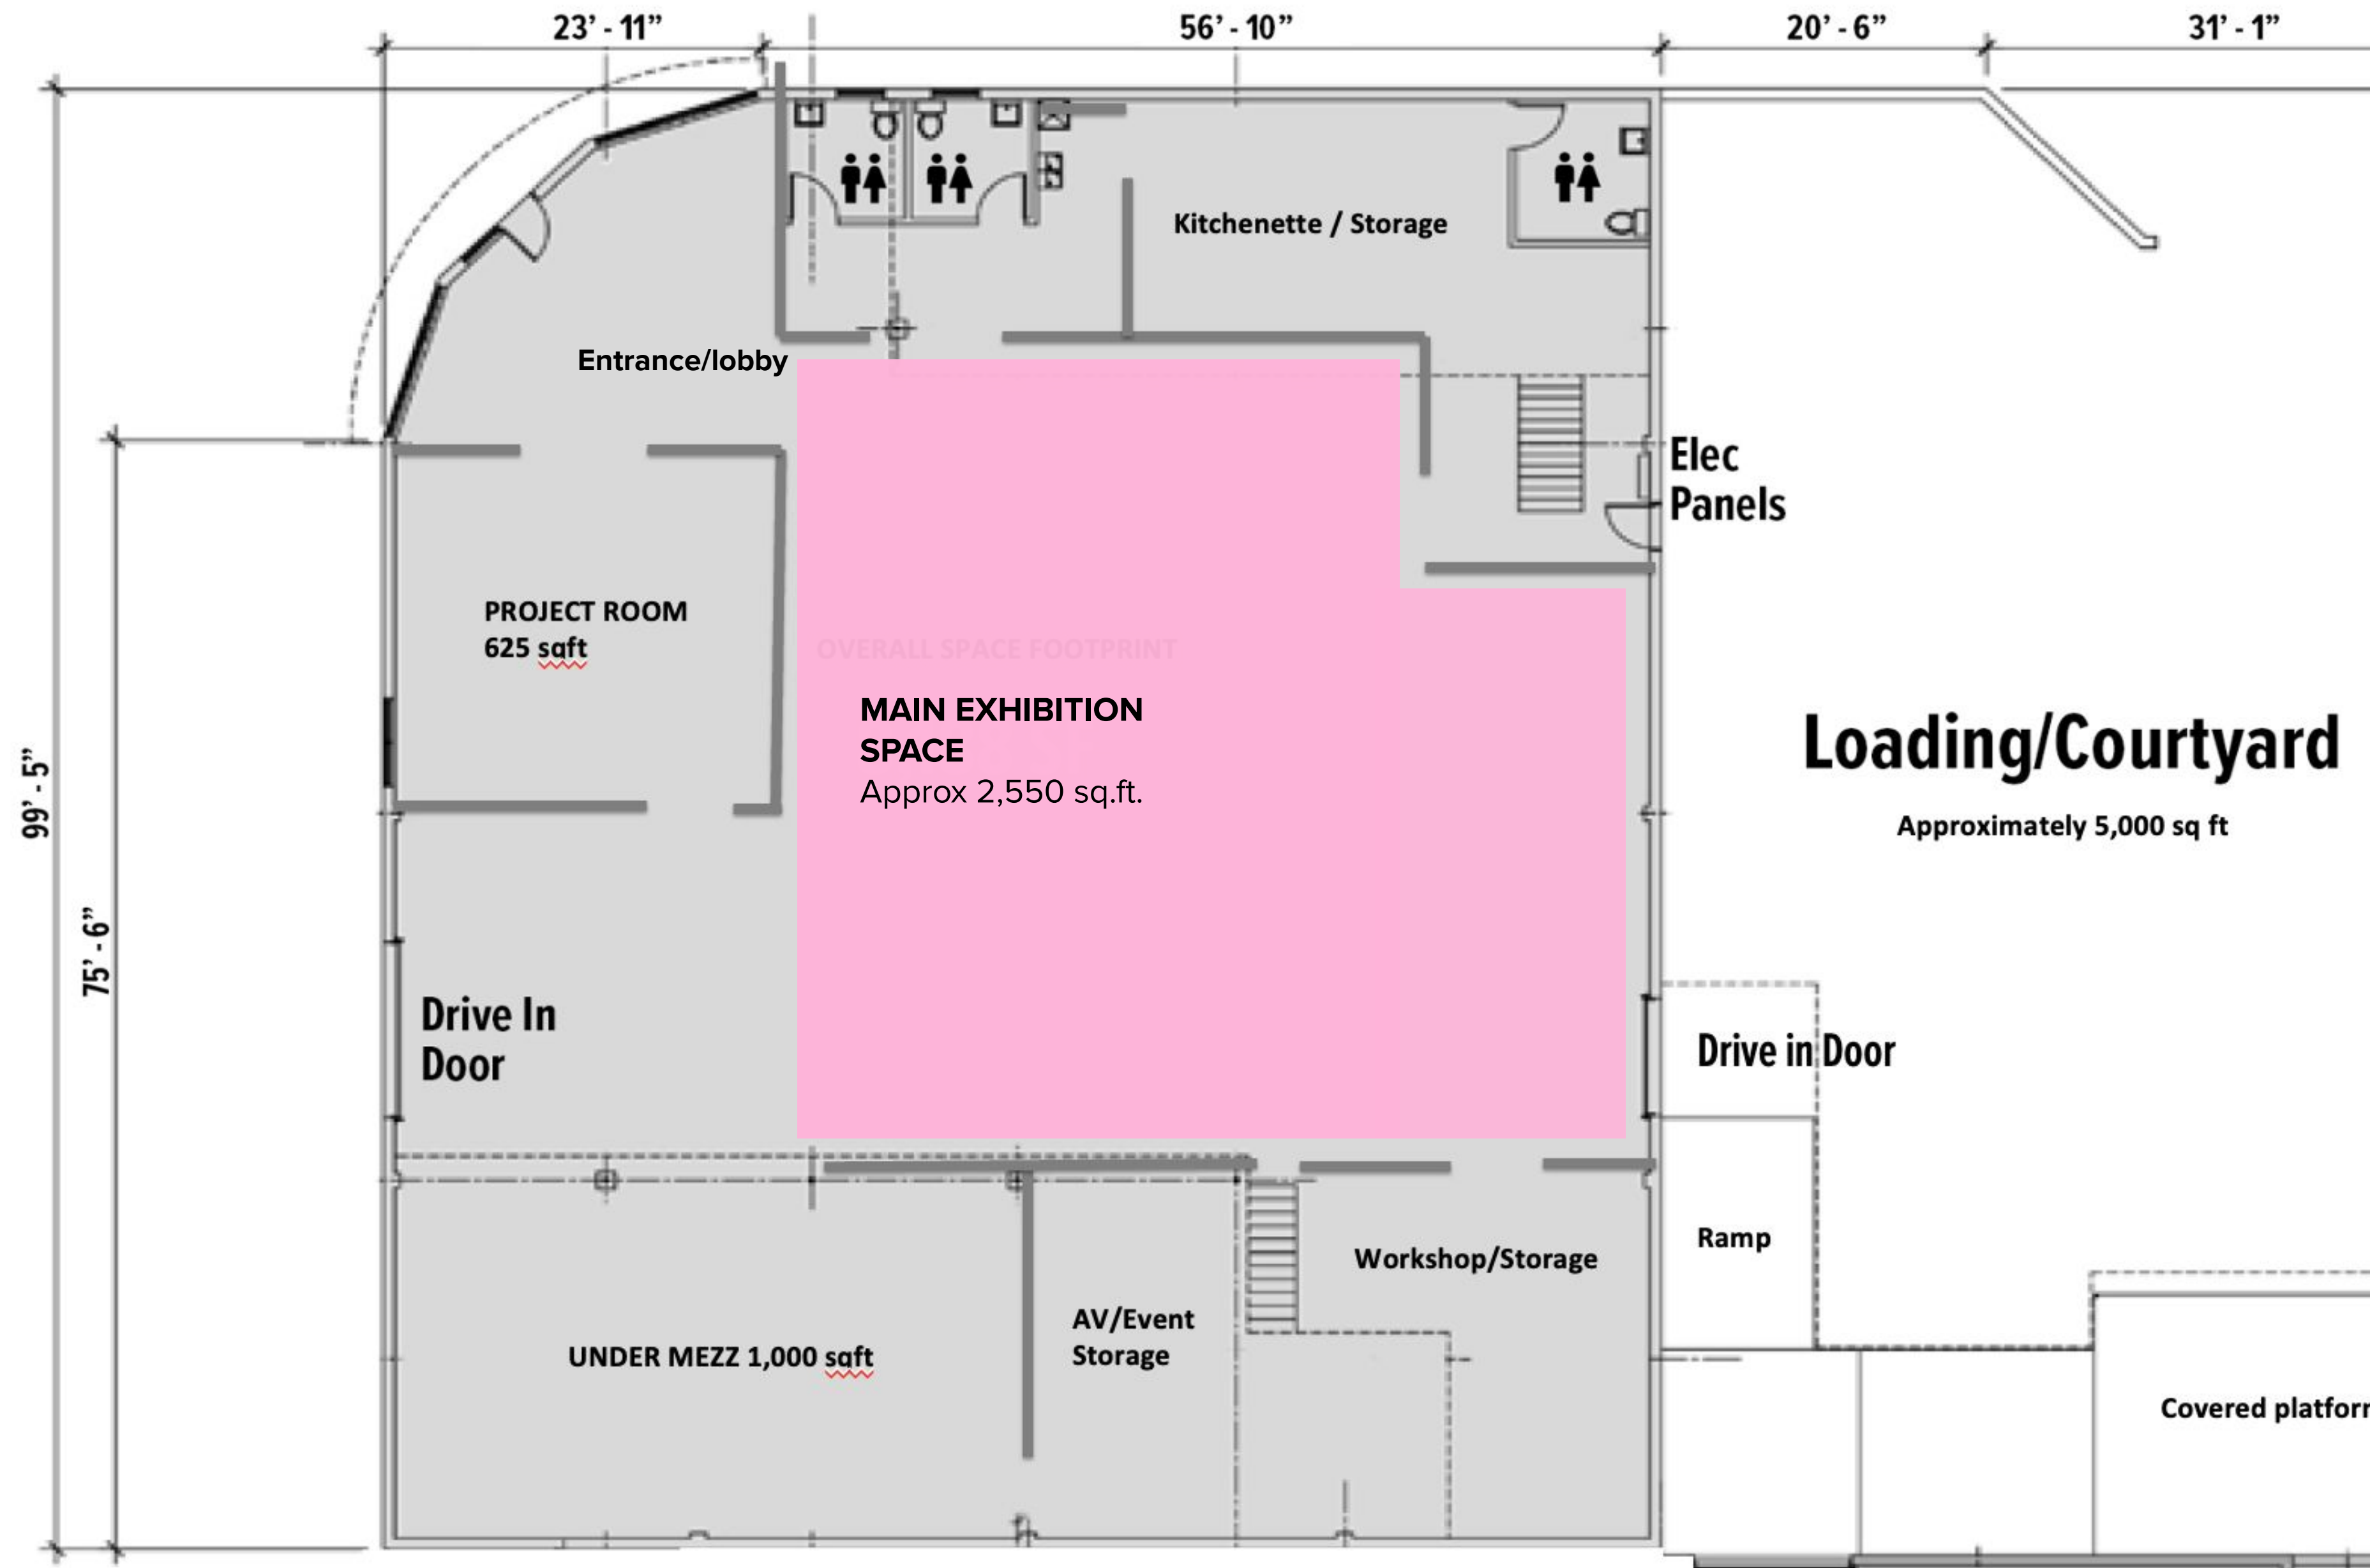 23’ - 11”
56’ - 10”
20’ - 6”
31’ - 1”
Kitchenette / Storage
Entrance/lobby
Elec
Panels
PROJECT ROOM
625 sqft
OVERALL SPACE FOOTPRINT
MAIN EXHIBITION
SPACE
Approx 2,550 sq.ft.
Loading/Courtyard
Approximately 5,000 sq ft
99’ - 5”
75’ - 6”
Drive In
Door
Drive in Door
Ramp
Workshop/Storage
AV/Event
Storage
UNDER MEZZ 1,000 sqft
Covered platfor